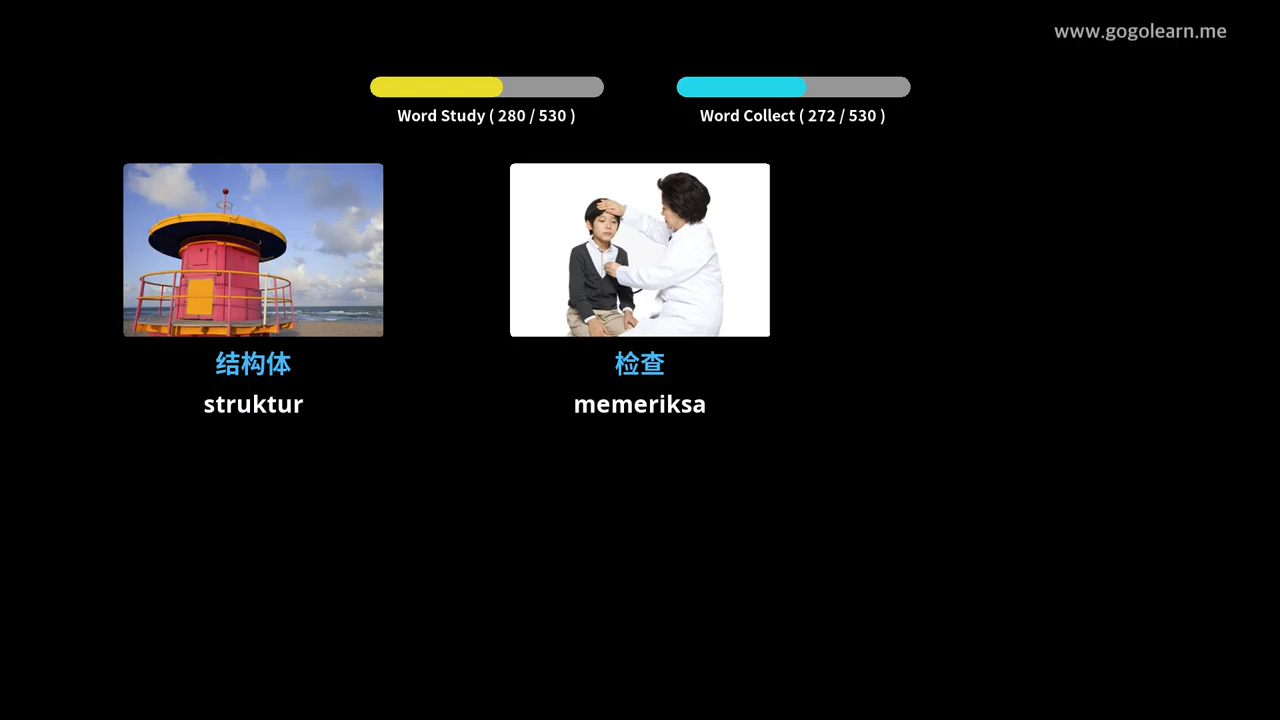 www.gogolearn.me
Word Study ( 280 / 530 )
Word Collect ( 272 / 530 )
结构体
struktur
检查
memeriksa